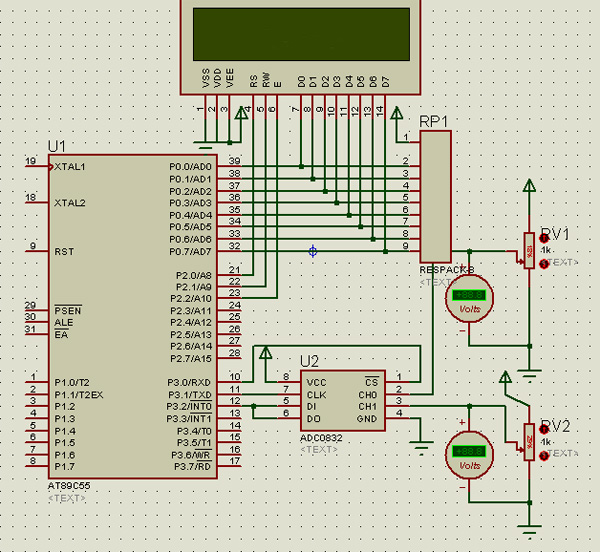 VSS VDD VEE RS RW E D0 D1 D2 D3 D4 D5 D6 D7
1 2 3 4 5 6 7 8 9 10 11 12 13 14
RP1
1
U1
19 XTAL1 P0.0/AD0 39 2
P0.1/AD1 38 3
P0.2/AD2 37 4
18 XTAL2 P0.3/AD3 36 5
P0.4/AD4 35 6
P0.5/AD5 34 7
P0.6/AD6 33 8
9 RST P0.7/AD7 32 9
RV1
1k
<TEXT>
RESPACK-8
<TEXT>
P2.0/A8 21
P2.1/A9 22
P2.2/A10 23
29 PSEN P2.3/A11 24
30 ALE P2.4/A12 25
31 EA P2.5/A13 26
P2.6/A14 27
P2.7/A15 28
+
Volts
-
U2
1 P1.0/T2 P3.0/RXD 10
2 P1.1/T2EX P3.1/TXD 11
3 P1.2 P3.2/INT0 12
4 P1.3 P3.3/INT1 13
5 P1.4 P3.4/T0 14
6 P1.5 P3.5/T1 15
7 P1.6 P3.6/WR 16
8 P1.7 P3.7/RD 17
8 VCC CS 1
7 CLK CH0 2
5 DI CH1 3
6 DO GND 4
ADC0832
<TEXT>
AT89C55
<TEXT>
RV2
1k
<TEXT>
+
Volts
-